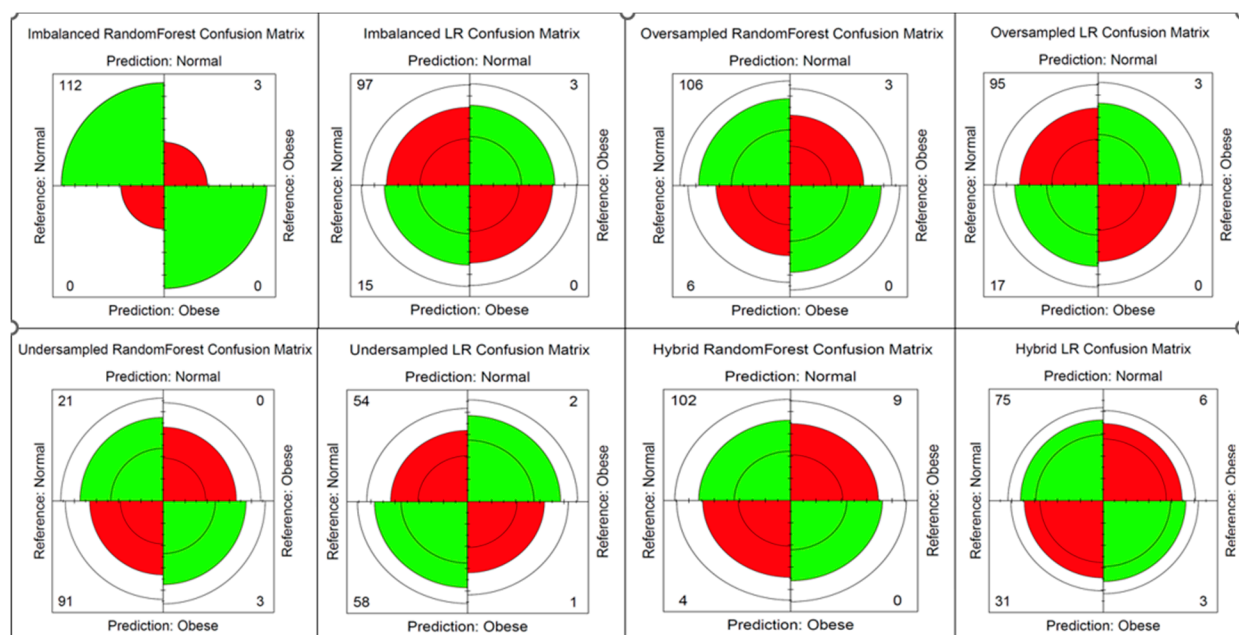 Imbalanced RandomForest Confusion Matrix
Prediction: Normal
112 3
Reference: Normal
Reference: Obese
0 0
Prediction: Obese
Imbalanced LR Confusion Matrix
Prediction: Normal
97 3
Reference: Normal
Reference: Obese
15 0
Prediction: Obese
Oversampled RandomForest Confusion Matrix
Prediction: Normal
106 3
Reference: Normal
Reference: Obese
6 0
Prediction: Obese
Oversampled LR Confusion Matrix
Prediction: Normal
95 3
Reference: Normal
Reference: Obese
17 0
Prediction: Obese
Undersampled RandomForest Confusion Matrix
Prediction: Normal
21 0
Reference: Normal
Reference: Obese
91 3
Prediction: Obese
Undersampled LR Confusion Matrix
Prediction: Normal
54 2
Reference: Normal
Reference: Obese
58 1
Prediction: Obese
Hybrid RandomForest Confusion Matrix
Prediction: Normal
102 9
Reference: Normal
Reference: Obese
4 0
Prediction: Obese
Hybrid LR Confusion Matrix
Prediction: Normal
75 6
Reference: Normal
Reference: Obese
31 3
Prediction: Obese